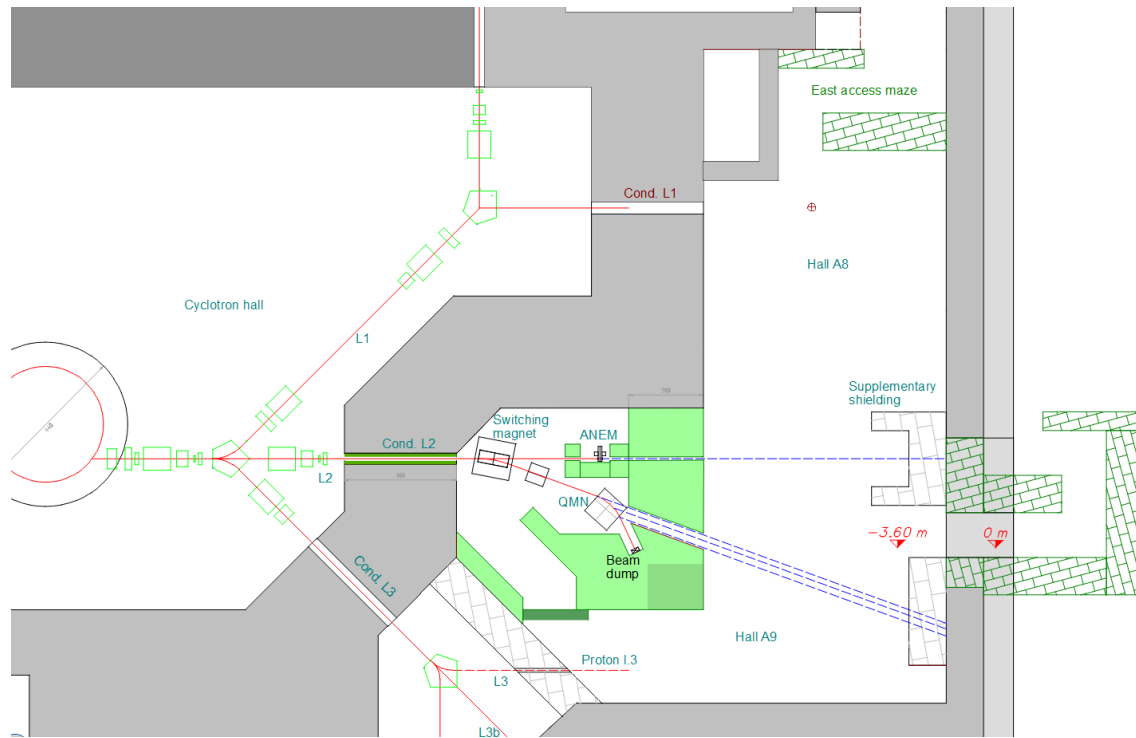 East access maze
Cond. L1
Hall A8
Cyclotron hall
L1
Supplementary
shielding
Switching
magnet
ANEM
Cond. L2
L2
QMN
-3.60 m
0 m
Beam
dump
Cond. L3
Hall A9
Proton l.3
L3
L3b